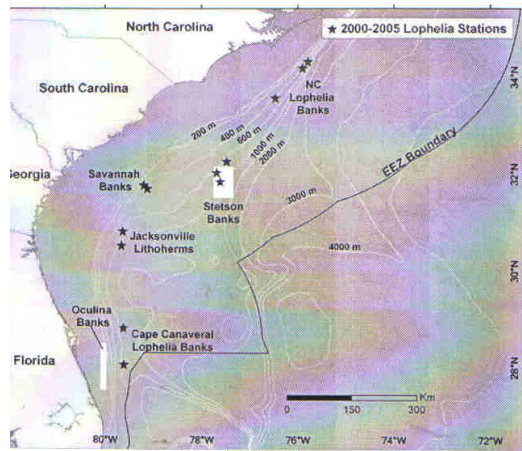 North Carolina
★ 2000-2005 Lophelia Stations
South Carolina
NC
Lophelia
Banks
200 m
400 m
600 m
1000 m
2000 m
EEZ Boundary
Georgia
Savannah
Banks
Stetson
Banks
3000 m
4000 m
Jacksonville
Lithoherms
Oculina
Banks
Cape Canaveral
Lophelia Banks
Florida
Km
0 150 300
34°N
32°N
30°N
28°N
80°W 78°W 76°W 74°W 72°W